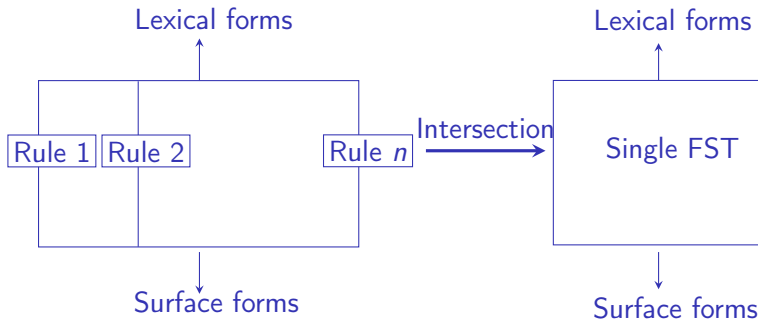 Lexical forms
Lexical forms
Intersection
Rule 1
Rule 2
Rule n
Single FST
Surface forms
Surface forms